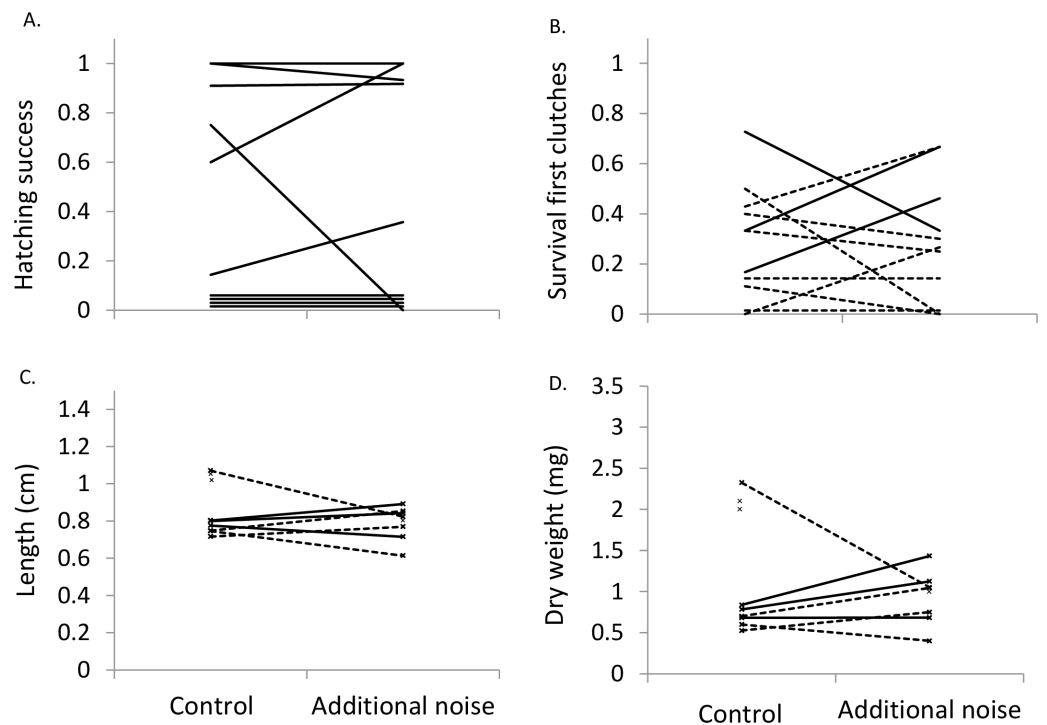 A.
Hatching success
1
0.8
0.6
0.4
0.2
0
B.
Survival first clutches
1
0.8
0.6
0.4
0.2
0
C.
Length (cm)
1.4
1.2
1
0.8
0.6
0.4
0.2
0
Control
Additional noise
D.
Dry weight (mg)
3.5
3
2.5
2
1.5
1
0.5
0
Control
Additional noise